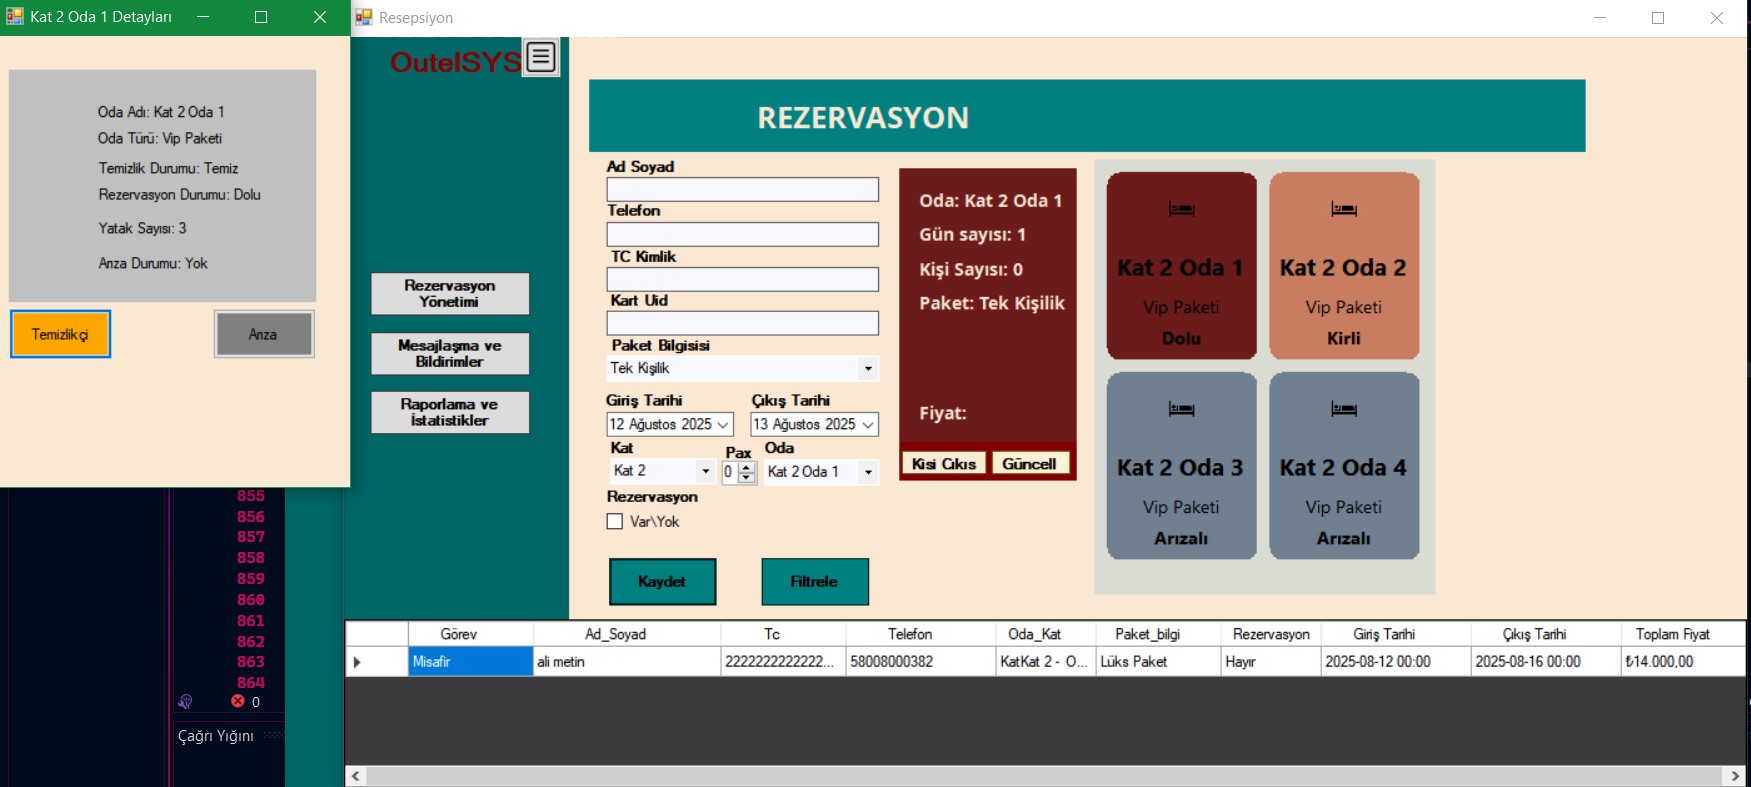 Kat 2 Oda 1 Detayları
Oda Adı: Kat 2 Oda 1
Oda Türü: Vip Paketi
Temizlik Durumu: Temiz
Rezervasyon Durumu: Dolu
Yatak Sayısı: 3
Arıza Durumu: Yok
Temizlikçi
Arıza
855
856
857
858
859
860
861
862
863
864
0
Çağrı Yığını
Resepsiyon
OutelSYS
Rezervasyon
Yönetimi
Mesajlaşma ve
Bildirimler
Raporlama ve
İstatistikler
REZERVASYON
Ad Soyad
Telefon
TC Kimlik
Kart Uid
Paket Bilgisisi
Tek Kişilik
Giriş Tarihi Çıkış Tarihi
12 Ağustos 2025 13 Ağustos 2025
Kat Pax Oda
Kat 2 0 Kat 2 Oda 1
Rezervasyon
Var\Yok
Kaydet Filtrele
Oda: Kat 2 Oda 1
Gün sayısı: 1
Kişi Sayısı: 0
Paket: Tek Kişilik
Fiyat:
Kisi Cıkıs Güncell
Kat 2 Oda 1
Vip Paketi
Dolu
Kat 2 Oda 2
Vip Paketi
Kirli
Kat 2 Oda 3
Vip Paketi
Arızalı
Kat 2 Oda 4
Vip Paketi
Arızalı
Görev Ad_Soyad Tc Telefon Oda_Kat Paket_bilgi Rezervasyon Giriş Tarihi Çıkış Tarihi Toplam Fiyat
Misafir ali metin 2222222222222... 58008000382 KatKat 2 - O... Lüks Paket Hayır 2025-08-12 00:00 2025-08-16 00:00 ₺14.000,00